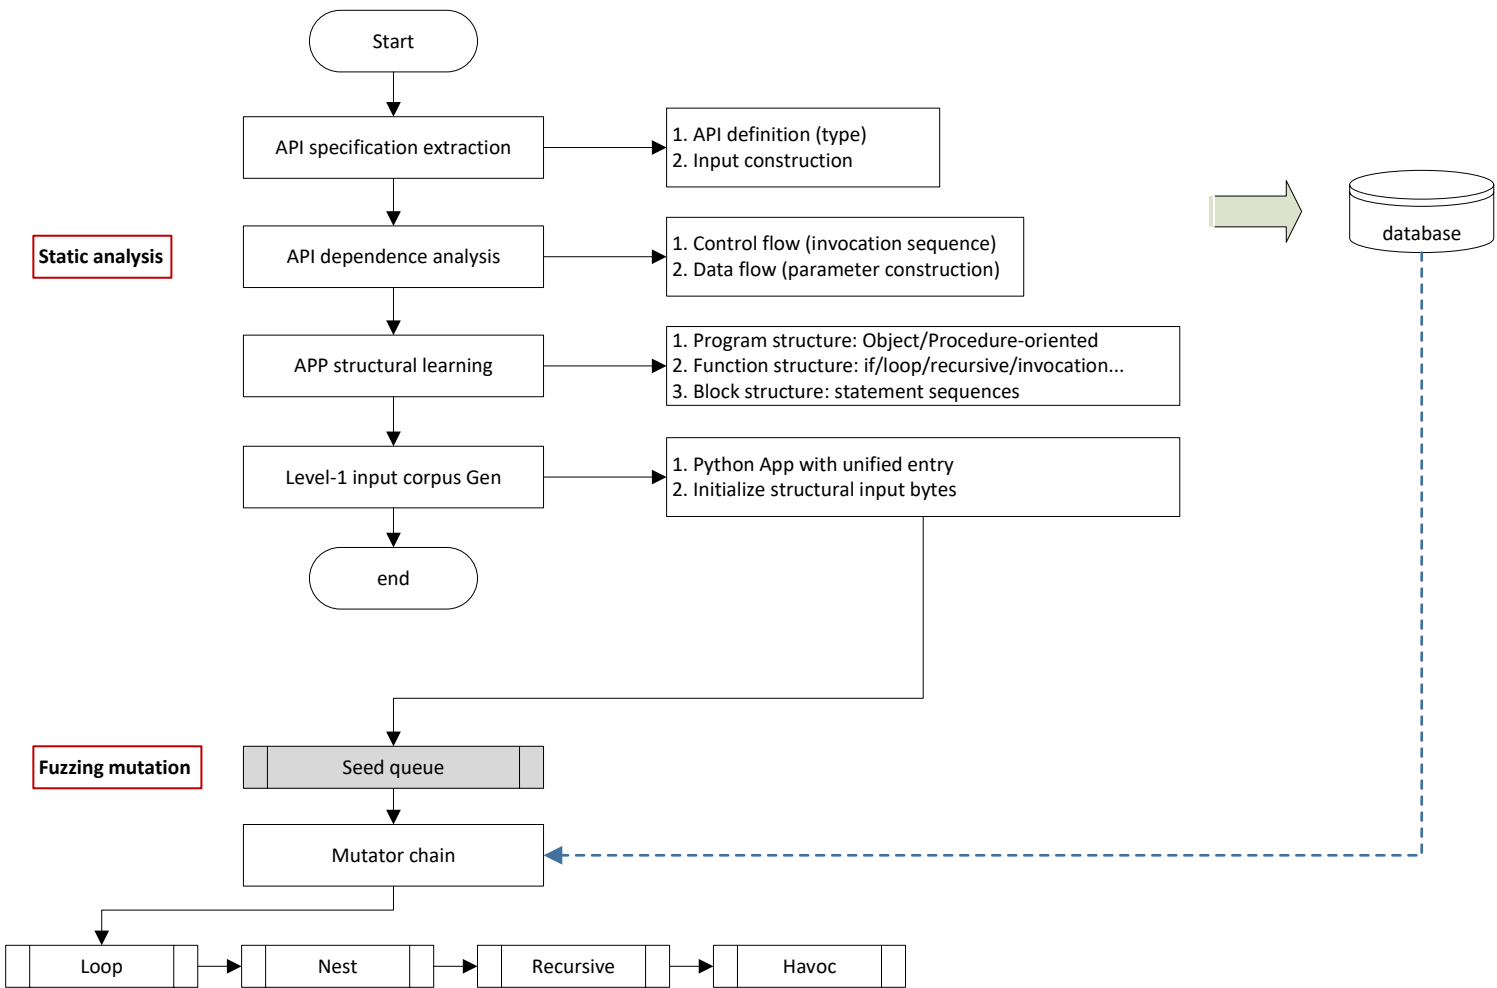 Start
API specification extraction
1. API definition (type)
2. Input construction
Static analysis
API dependence analysis
1. Control flow (invocation sequence)
2. Data flow (parameter construction)
database
APP structural learning
1. Program structure: Object/Procedure-oriented
2. Function structure: if/loop/recursive/invocation...
3. Block structure: statement sequences
Level-1 input corpus Gen
1. Python App with unified entry
2. Initialize structural input bytes
end
Fuzzing mutation
Seed queue
Mutator chain
Loop
Nest
Recursive
Havoc